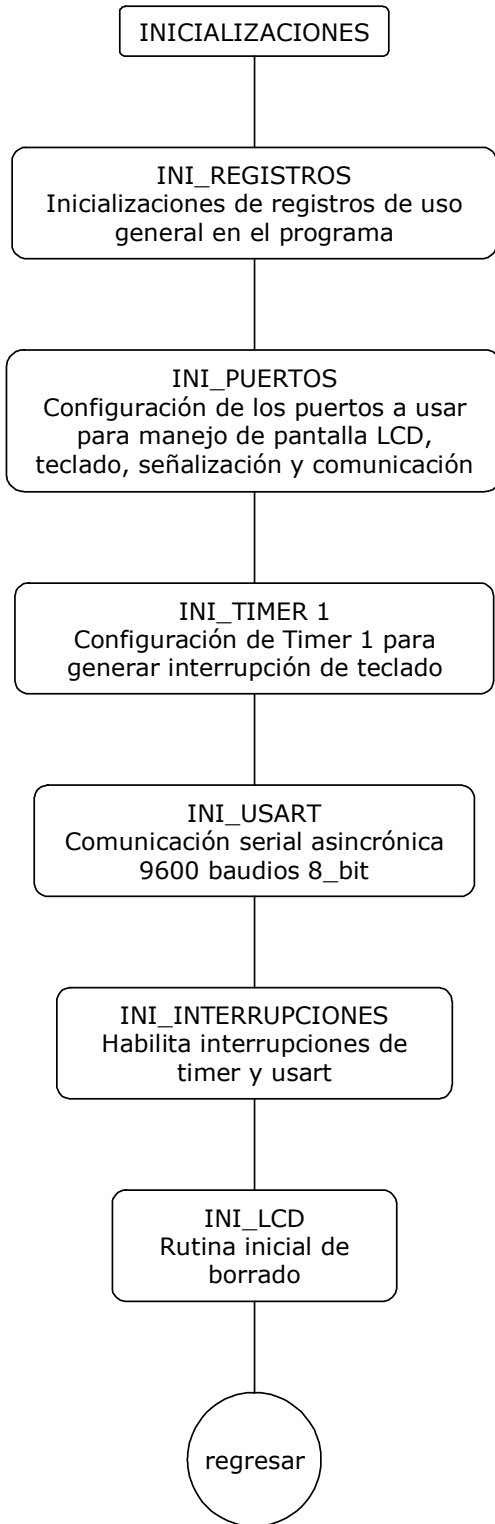 INICIALIZACIONES
INI_REGISTROS
Inicializaciones de registros de uso
general en el programa
INI_PUERTOS
Configuración de los puertos a usar
para manejo de pantalla LCD,
teclado, señalización y comunicación
INI_TIMER 1
Configuración de Timer 1 para
generar interrupción de teclado
INI_USART
Comunicación serial asincrónica
9600 baudios 8_bit
INI_INTERRUPCIONES
Habilita interrupciones de
timer y usart
INI_LCD
Rutina inicial de
borrado
regresar